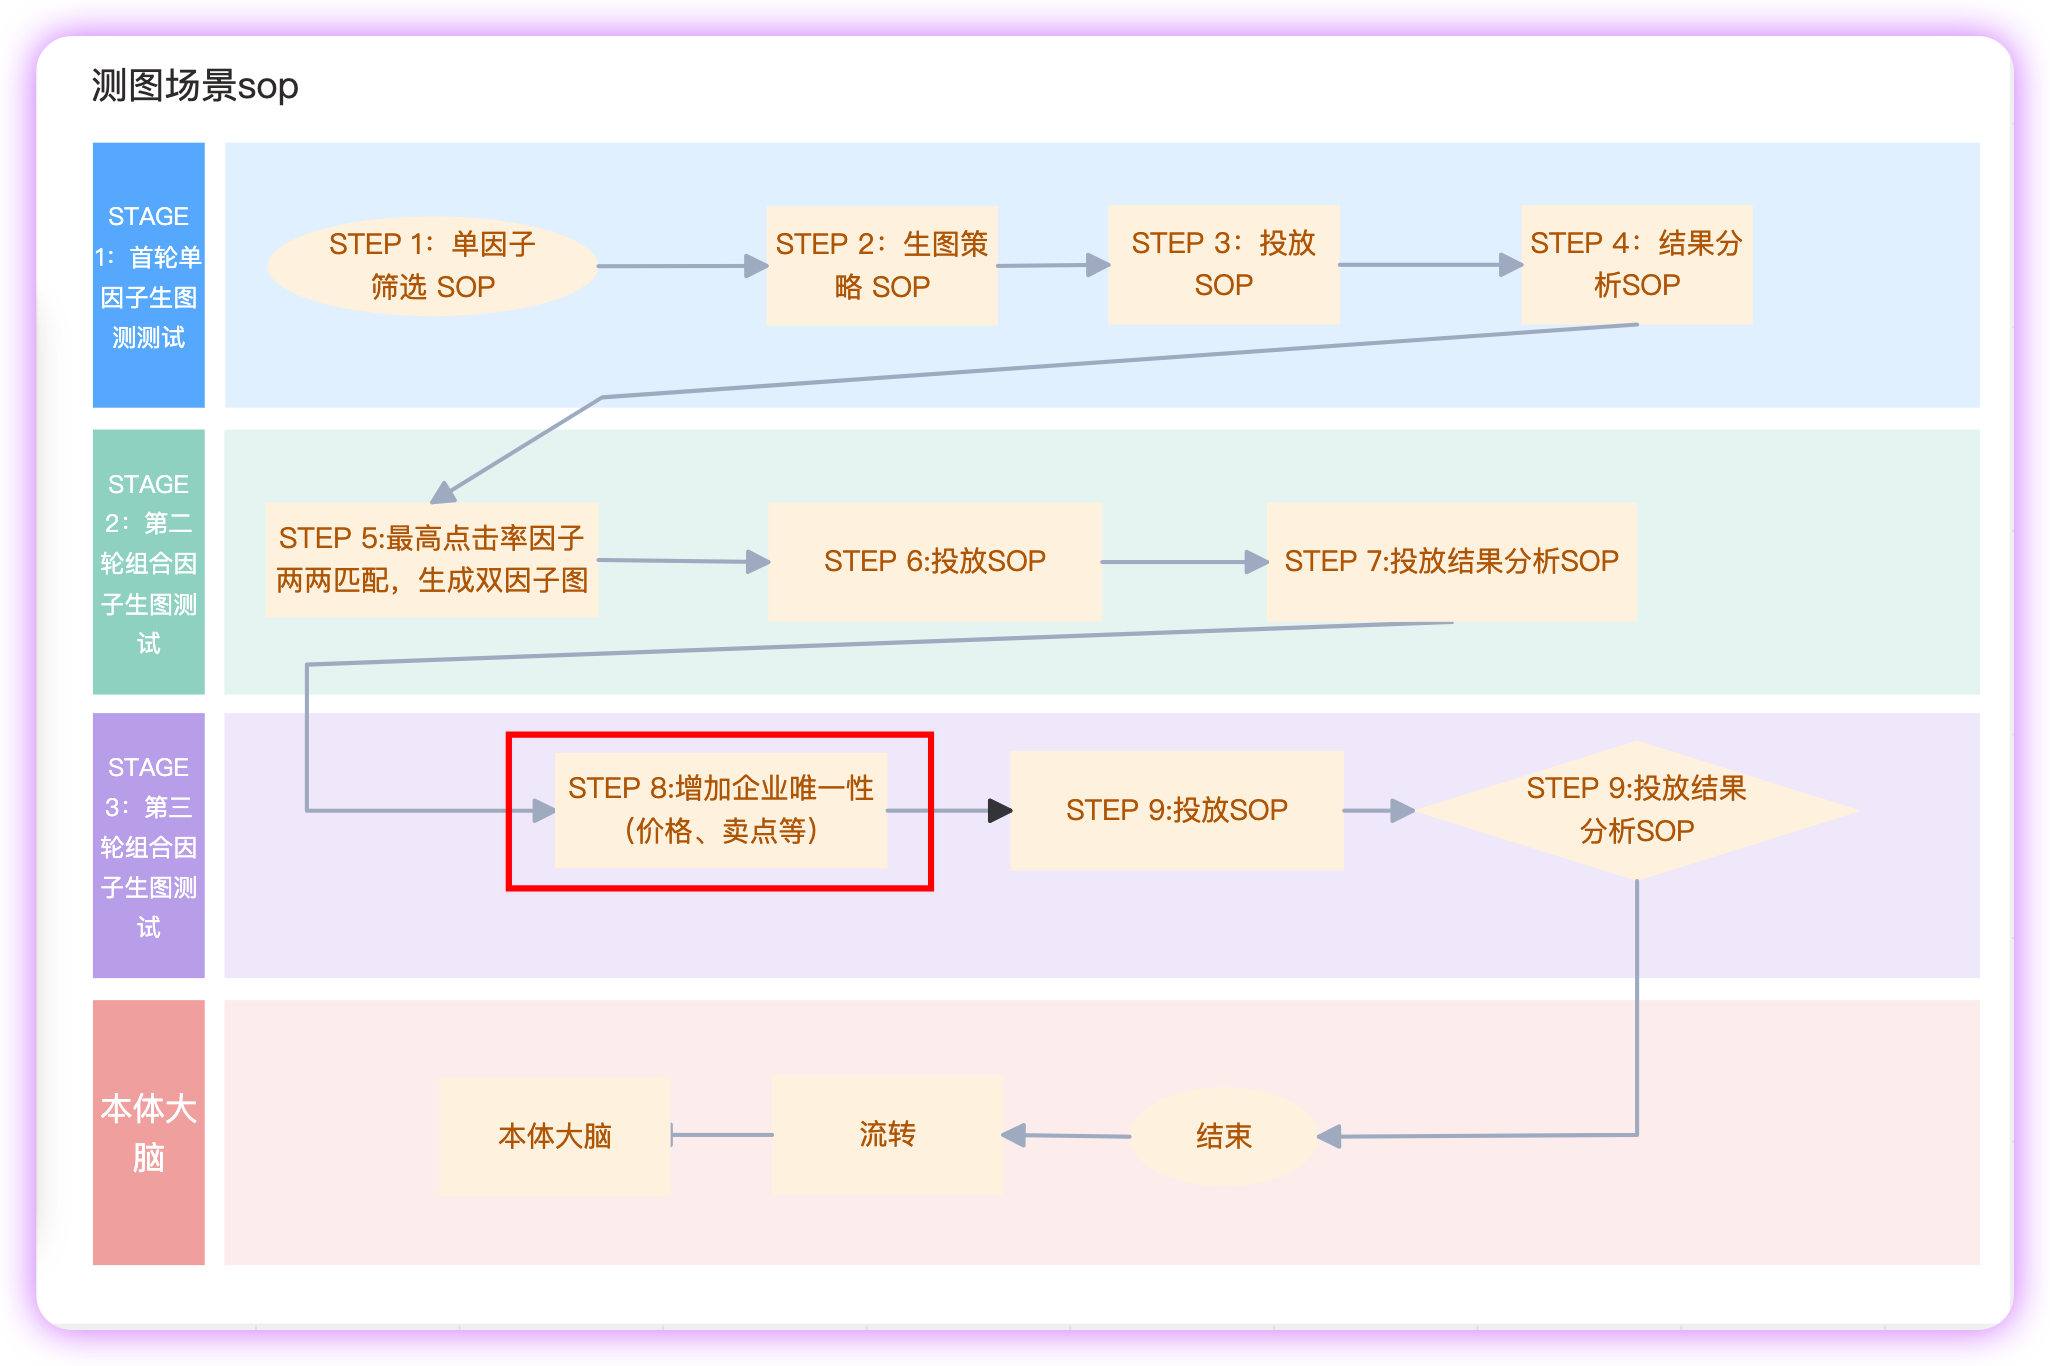 测图场景sop
STAGE
1：首轮单
因子生图
测测试
STEP 1：单因子
筛选 SOP
STEP 2：生图策
略 SOP
STEP 3：投放
SOP
STEP 4：结果分
析SOP
STAGE
2：第二
轮组合因
子生图测
试
STEP 5:最高点击率因子
两两匹配，生成双因子图
STEP 6:投放SOP
STEP 7:投放结果分析SOP
STAGE
3：第三
轮组合因
子生图测
试
STEP 8:增加企业唯一性
（价格、卖点等）
STEP 9:投放SOP
STEP 9:投放结果
分析SOP
本体大
脑
本体大脑
流转
结束